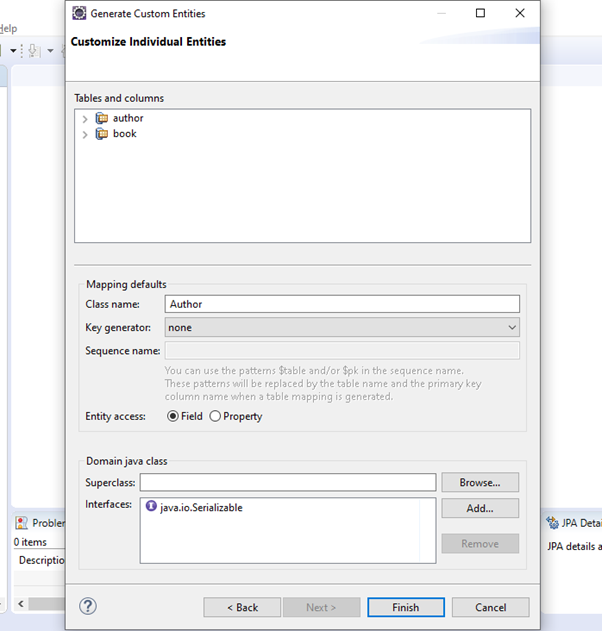 Generate Custom Entities
Help
Customize Individual Entities
Tables and columns
author
book
Mapping defaults
Class name: Author
Key generator: none
Sequence name:
You can use the patterns $table and/or $pk in the sequence name.
These patterns will be replaced by the table name and the primary key
column name when a table mapping is generated.
Entity access: Field Property
Domain java class
Superclass: Browse...
Interfaces: java.io.Serializable Add...
Remove
Problem
0 items
Descriptio
JPA Detai
JPA details a
? < Back Next > Finish Cancel